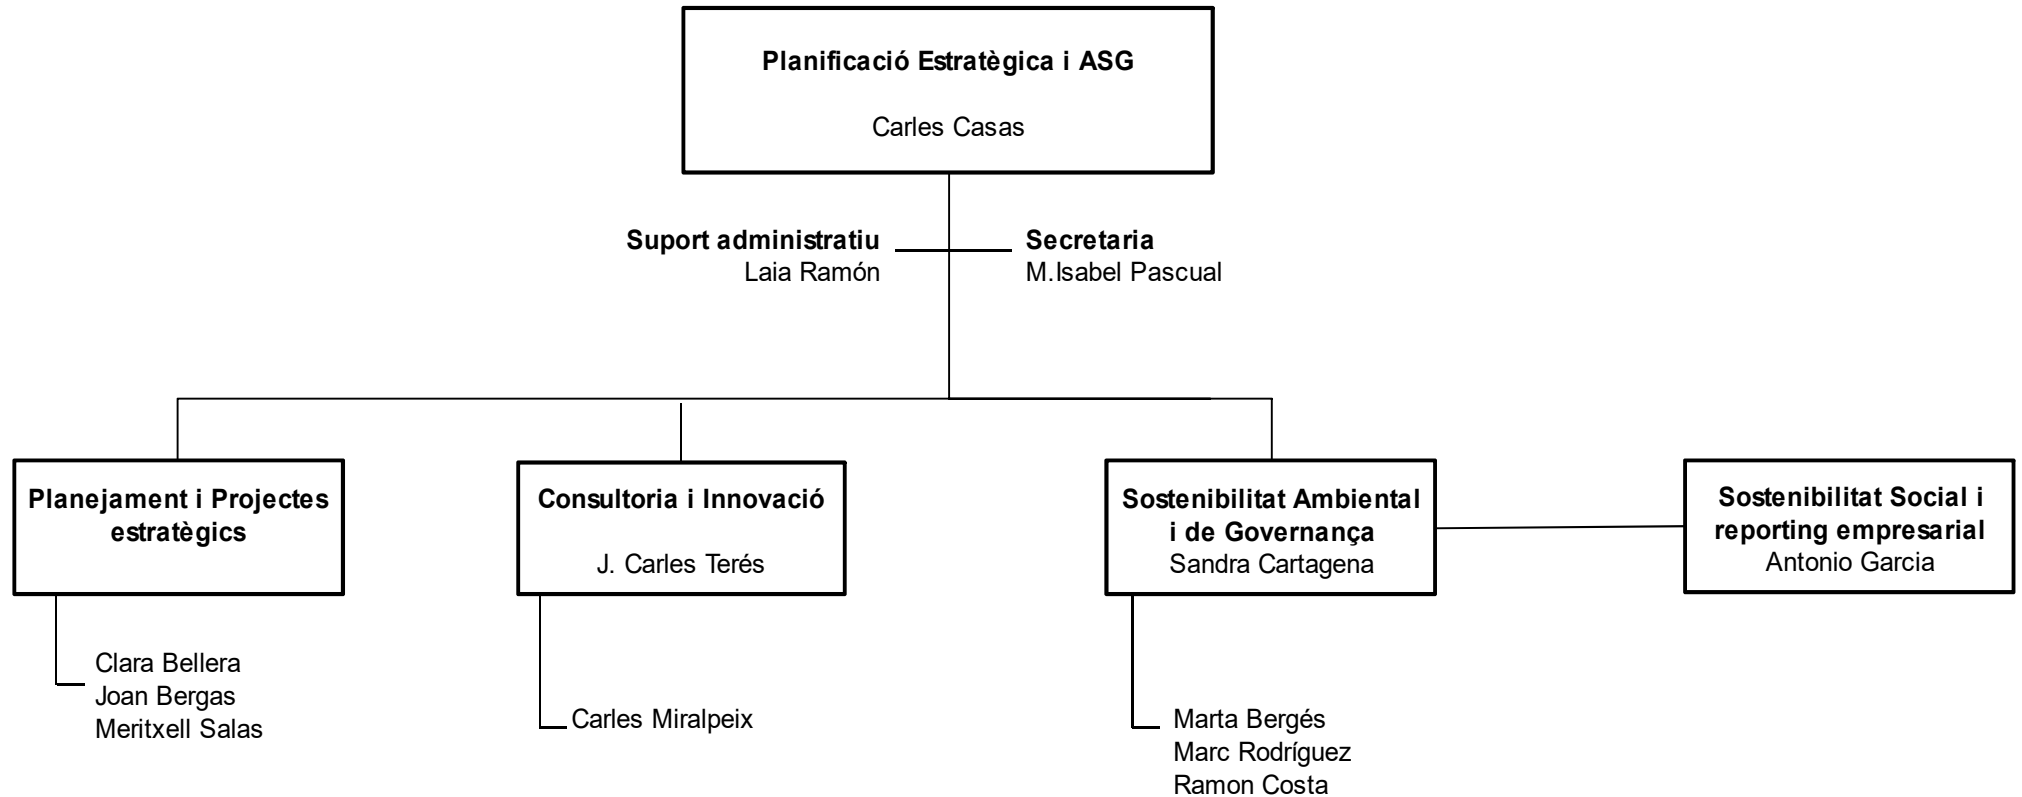 Planificació Estratègica i ASG
Carles Casas
Suport administratiu
Laia Ramón
Secretaria
M.Isabel Pascual
Planejament i Projectes
estratègics
Clara Bellera
Joan Bergas
Meritxell Salas
Consultoria i Innovació
J. Carles Terés
Carles Miralpeix
Sostenibilitat Ambiental
i de Governança
Sandra Cartagena
Marta Bergés
Marc Rodríguez
Ramon Costa
Sostenibilitat Social i
reporting empresarial
Antonio Garcia